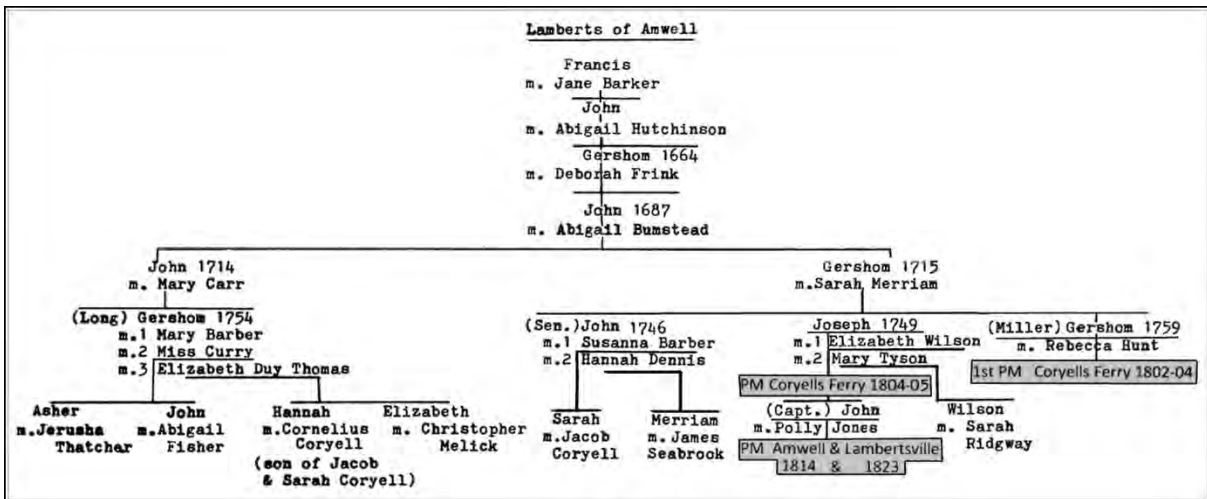 Lamberts of Amwell
Francis
m. Jane Barker
John
m. Abigail Hutchinson
Gershom 1664
m. Deborah Frink
John 1687
m. Abigail Bumstead
John 1714
m. Mary Carr
(Long) Gershom 1754
m.1 Mary Barber
m.2 Miss Curry
m.3 Elizabeth Duy Thomas
Asher
m.Jerusha
Thatchar
John
m.Abigail
Fisher
Hannah
m.Cornelius
Coryell
(son of Jacob
& Sarah Coryell)
Elizabeth
m. Christopher
Melick
Gershom 1715
m.Sarah Merriam
(Sen.)John 1746
m.1 Susanna Barber
m.2 Hannah Dennis
Sarah
m.Jacob
Coryell
Merriam
m. James
Seabrook
Joseph 1749
m.1 Elizabeth Wilson
m.2 Mary Tyson
PM Coryells Ferry 1804-05
(Capt.) John
m.Polly Jones
PM Amwell & Lambertsville
1814 & 1823
Wilson
m. Sarah
Ridgway
(Miller) Gershom 1759
m. Rebecca Hunt
1st PM Coryells Ferry 1802-04